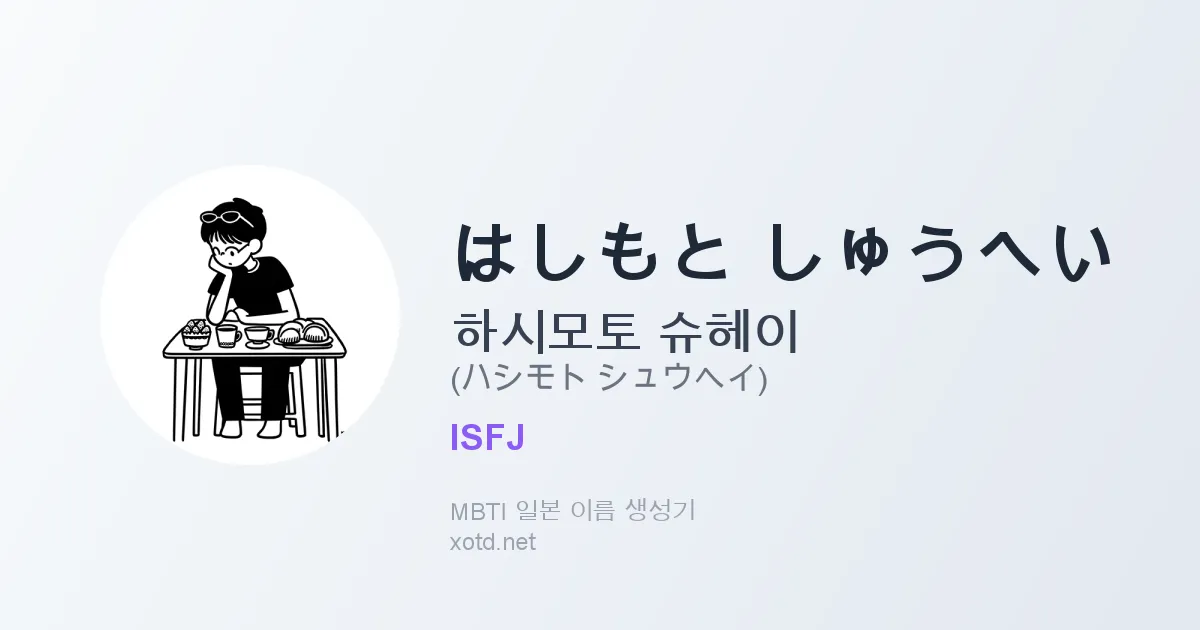 はしもと しゅうへい
하시모토 슈헤이
(ハシモト シュウヘイ)
ISFJ
MBTI 일본 이름 생성기
xotd.net